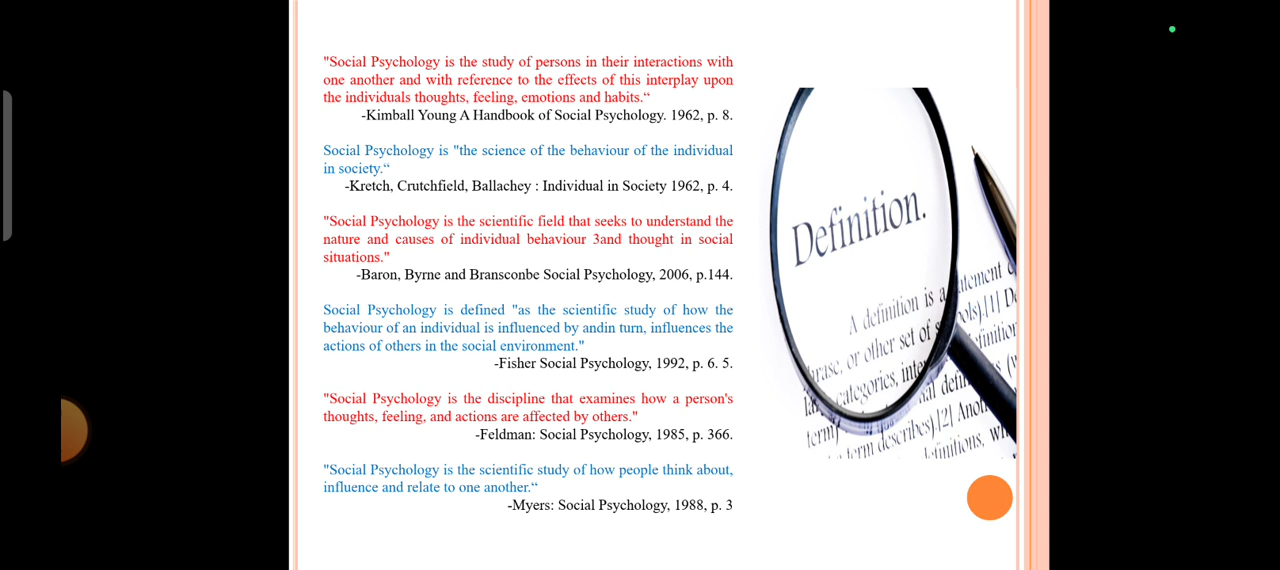 "Social Psychology is the study of persons in their interactions with
one another and with reference to the effects of this interplay upon
the individuals thoughts, feeling, emotions and habits.“
-Kimball Young A Handbook of Social Psychology. 1962, p. 8.
Social Psychology is "the science of the behaviour of the individual
in society.“
-Kretch, Crutchfield, Ballachey : Individual in Society 1962, p. 4.
"Social Psychology is the scientific field that seeks to understand the
nature and causes of individual behaviour 3and thought in social
situations."
-Baron, Byrne and Bransconbe Social Psychology, 2006, p.144.
Social Psychology is defined "as the scientific study of how the
behaviour of an individual is influenced by andin turn, influences the
actions of others in the social environment."
-Fisher Social Psychology, 1992, p. 6. 5.
"Social Psychology is the discipline that examines how a person's
thoughts, feeling, and actions are affected by others."
-Feldman: Social Psychology, 1985, p. 366.
"Social Psychology is the scientific study of how people think about,
influence and relate to one another.“
-Myers: Social Psychology, 1988, p. 3
Definition.
A definition is a
or other set of
categories,
term)
term describes).[2]